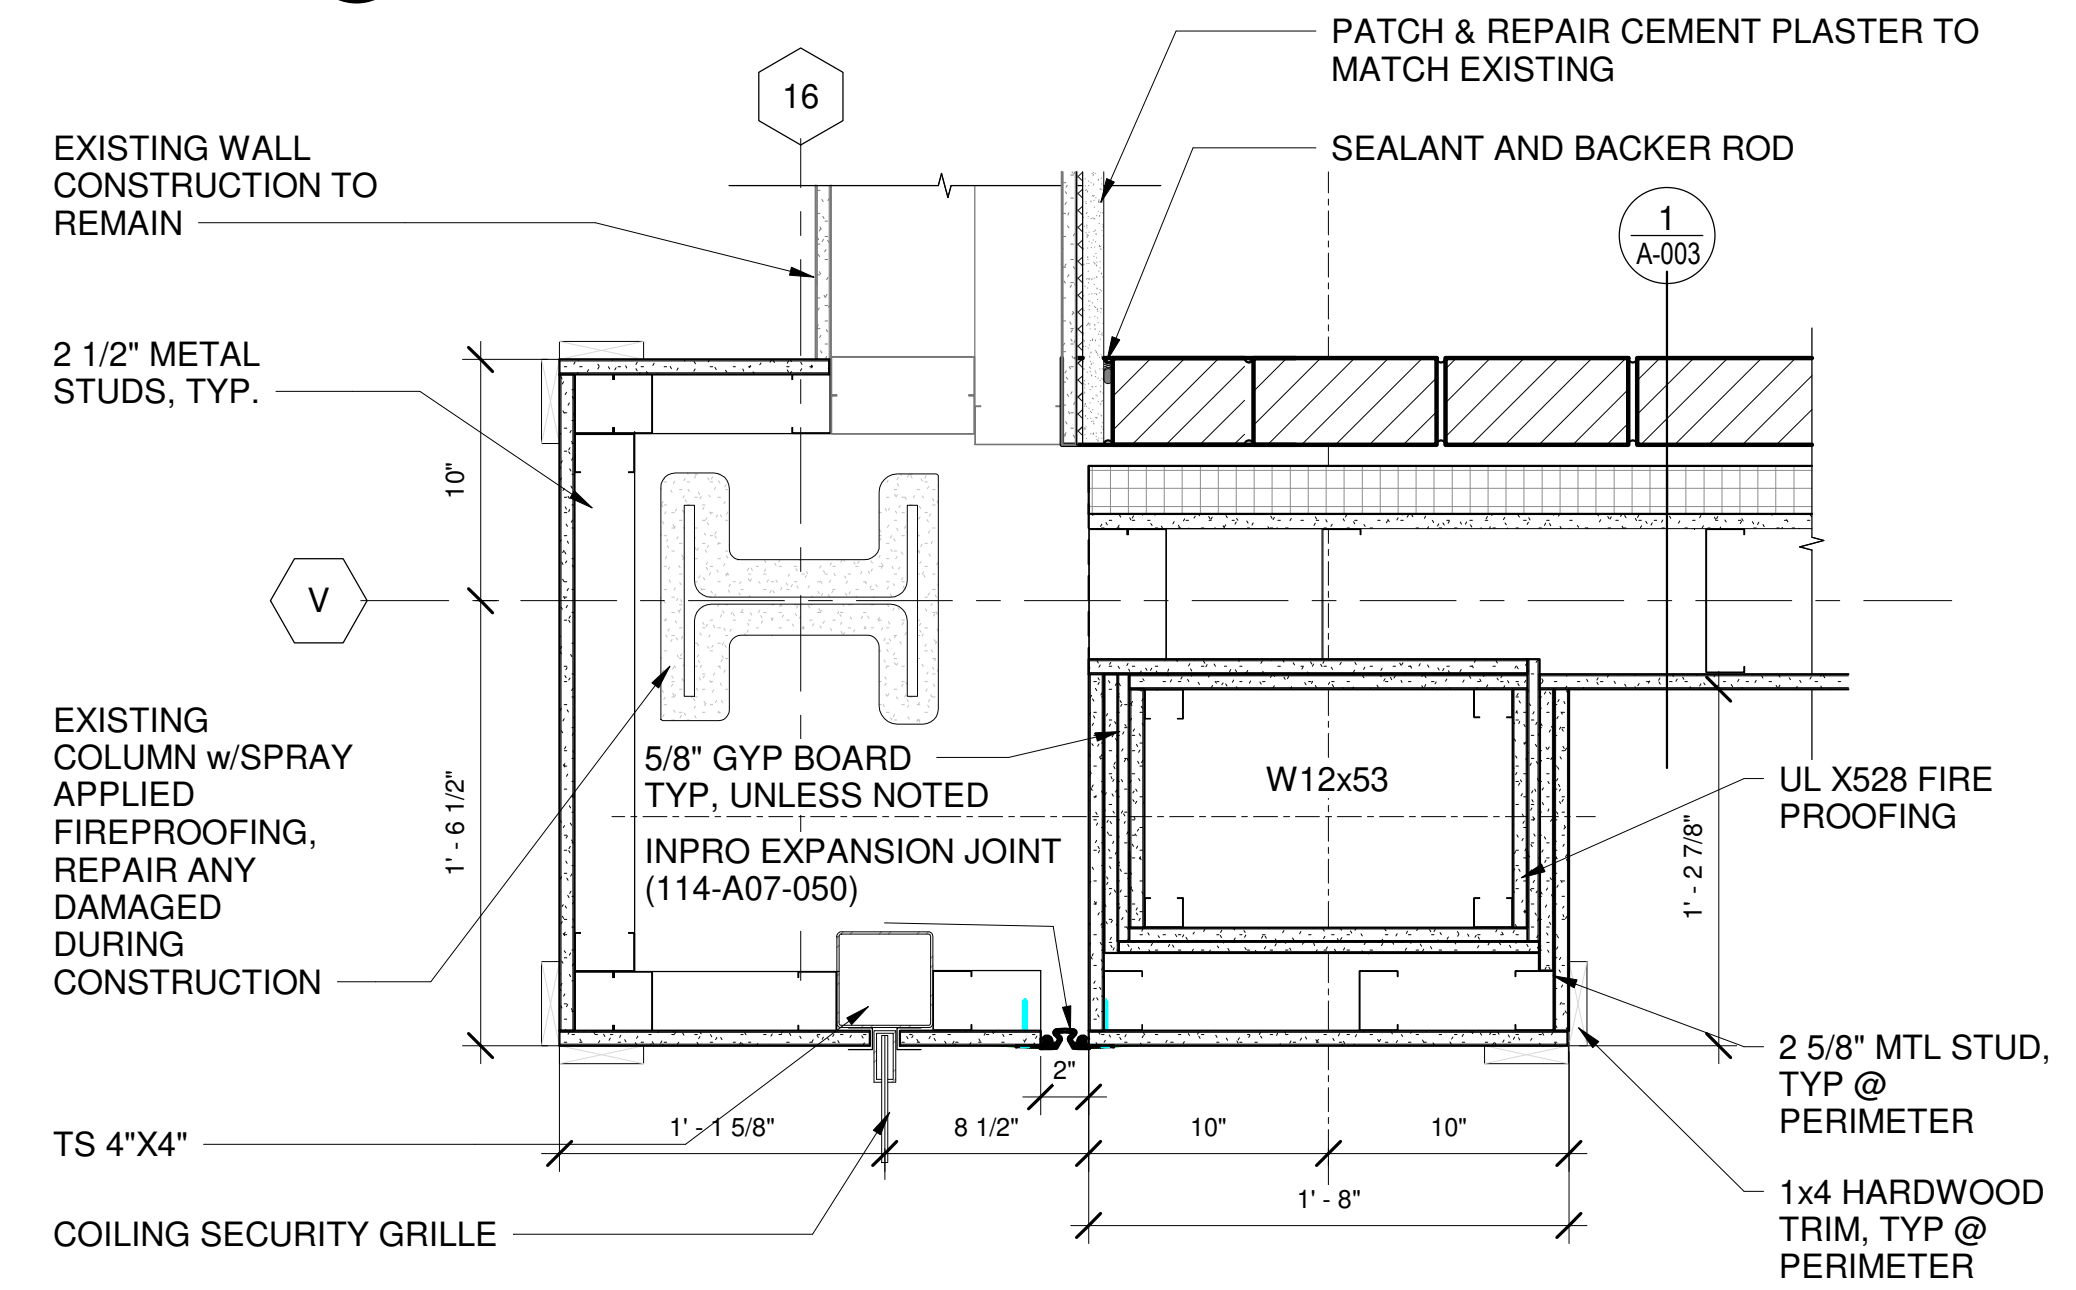 PATCH & REPAIR CEMENT PLASTER TO
MATCH EXISTING
16
EXISTING WALL
CONSTRUCTION TO
REMAIN
SEALANT AND BACKER ROD
1
A-003
2 1/2" METAL
STUDS, TYP.
10"
V
EXISTING
COLUMN w/SPRAY
APPLIED
FIREPROOFING,
REPAIR ANY
DAMAGED
DURING
CONSTRUCTION
1' - 6 1/2"
5/8" GYP BOARD
TYP, UNLESS NOTED
INPRO EXPANSION JOINT
(114-A07-050)
W12x53
UL X528 FIRE
PROOFING
1' - 2 7/8"
2 5/8" MTL STUD,
TYP @
PERIMETER
2"
1' - 1 5/8"
8 1/2"
10"
10"
TS 4"X4"
1' - 8"
1x4 HARDWOOD
TRIM, TYP @
PERIMETER
COILING SECURITY GRILLE